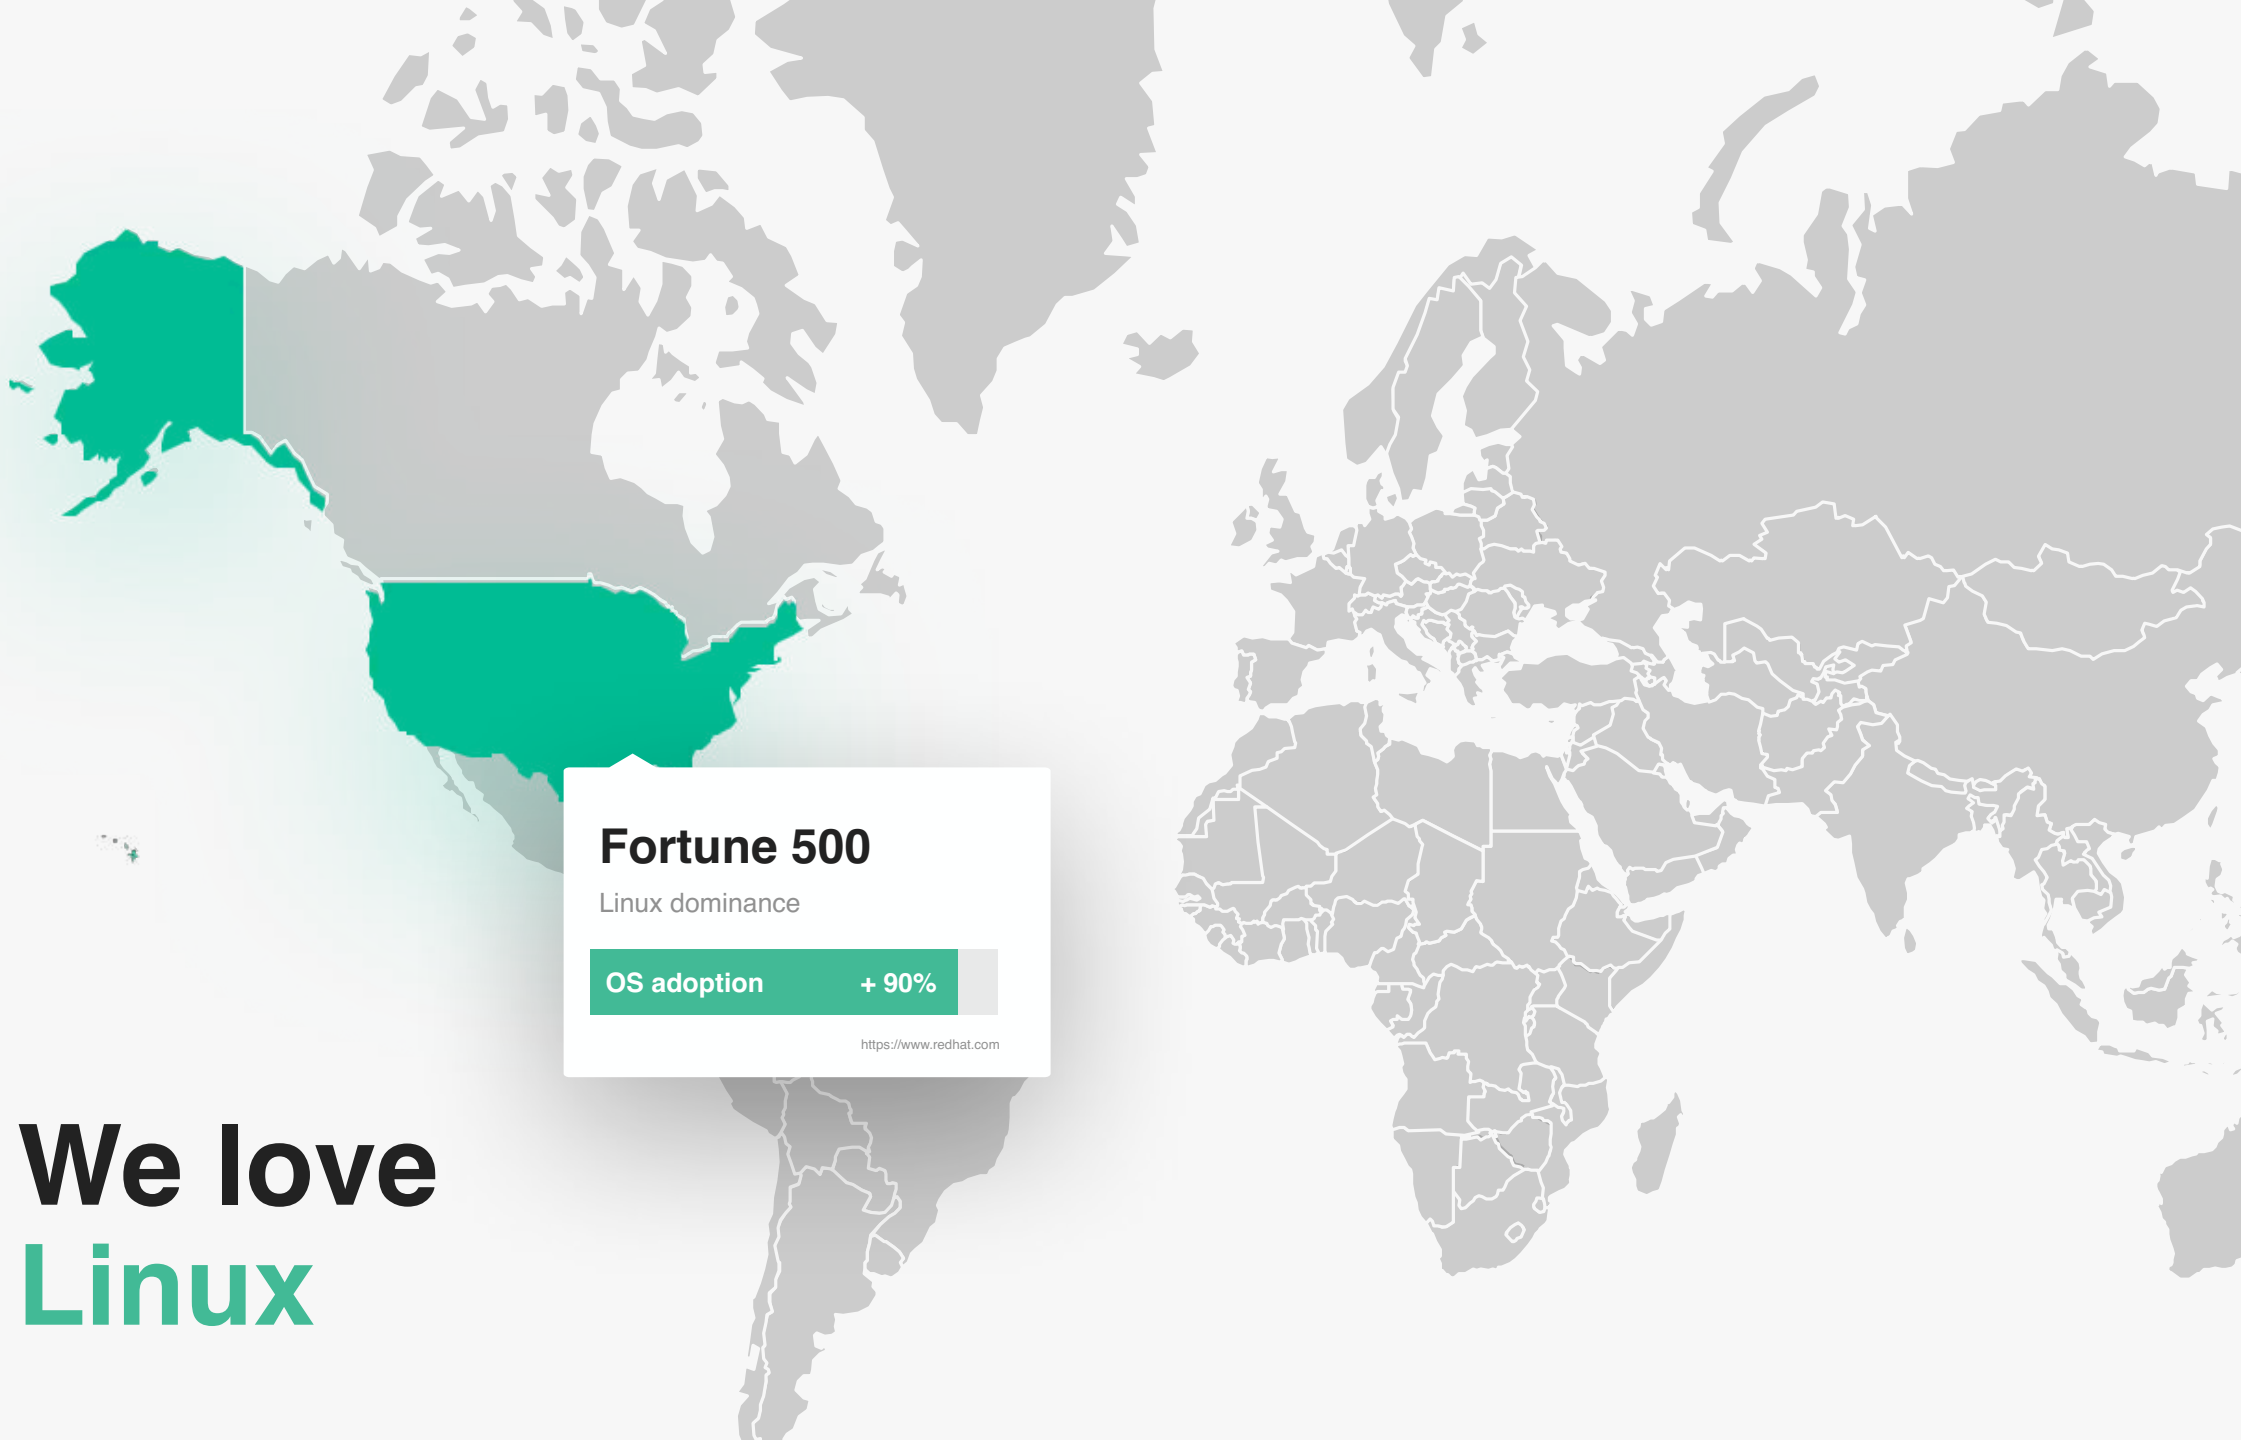 Fortune 500
Linux dominance
OS adoption + 90%
https://www.redhat.com
We love
Linux